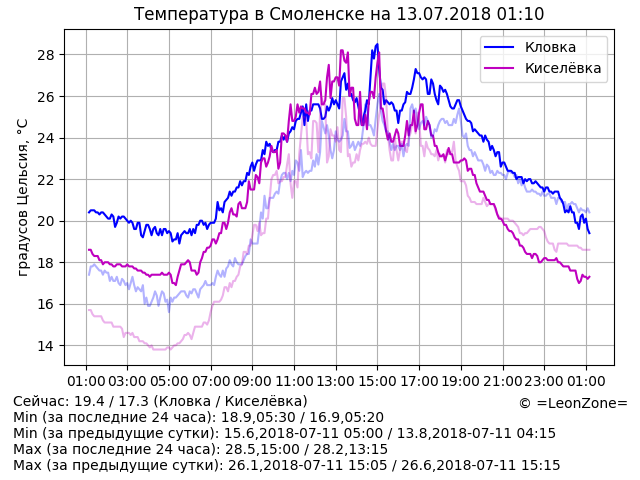 Температура в Смоленске на 13.07.2018 01:10
градусов Цельсия, °C
28
26
24
22
20
18
16
14
Кловка
Киселёвка
01:00 03:00 05:00 07:00 09:00 11:00 13:00 15:00 17:00 19:00 21:00 23:00 01:00
Сейчас: 19.4 / 17.3 (Кловка / Киселёвка)
© =LeonZone=
Min (за последние 24 часа): 18.9,05:30 / 16.9,05:20
Min (за предыдущие сутки): 15.6,2018-07-11 05:00 / 13.8,2018-07-11 04:15
Max (за последние 24 часа): 28.5,15:00 / 28.2,13:15
Max (за предыдущие сутки): 26.1,2018-07-11 15:05 / 26.6,2018-07-11 15:15